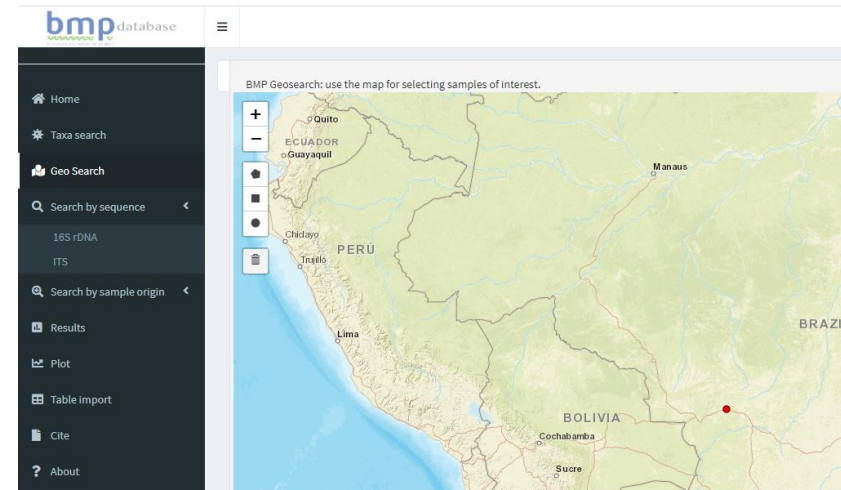 bmp database
BMP Geosearch: use the map for selecting samples of interest.
Home
Taxa search
Geo Search
Search by sequence
16S rDNA
ITS
Search by sample origin
Results
Plot
Table import
Cite
? About
+
−
Quito
ECUADOR
Guayaquil
Manaus
Chiclayo
PERÚ
Trujillo
BRAZI
Lima
BOLIVIA
Cochabamba
Sucre